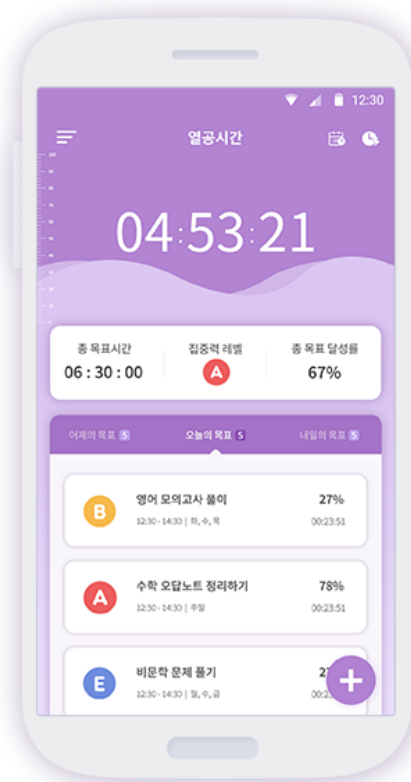 12:30
열공시간
04:53:21
총 목표시간 집중력 레벨 총 목표 달성률
06 : 30 : 00 A 67%
어제의 목표 5 오늘의 목표 5 내일의 목표 5
B 영어 모의고사 풀이 27%
12:30 - 14:30 | 화, 수, 목 00:23:51
A 수학 오답노트 정리하기 78%
12:30 - 14:30 | 주말 00:23:51
E 비문학 문제 풀기
12:30 - 14:30 | 월, 수, 금
+